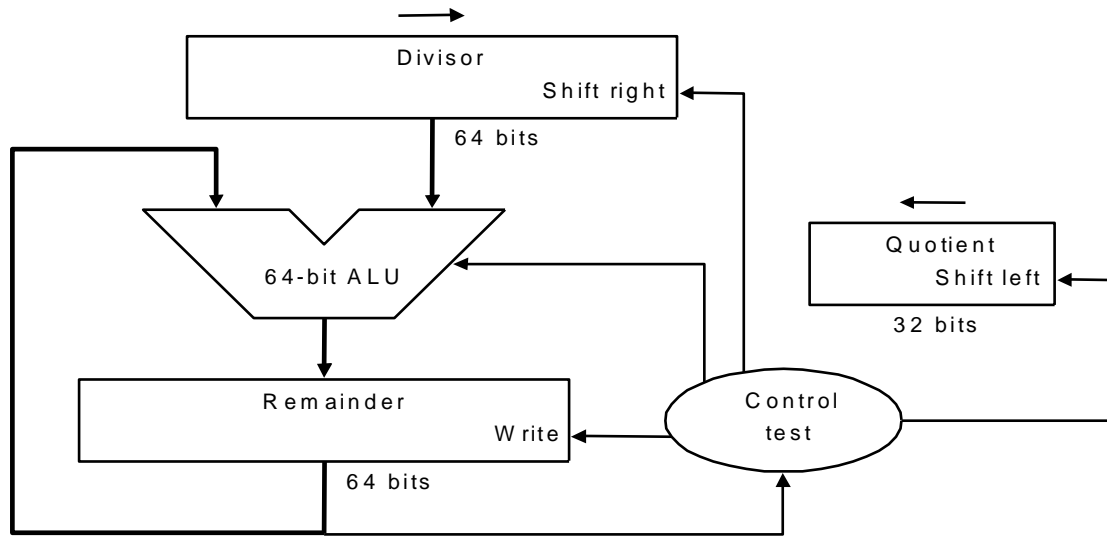 Divisor
Shift right
64 bits
64-bit ALU
Quotient
Shift left
32 bits
Remainder
Write
64 bits
Control
test